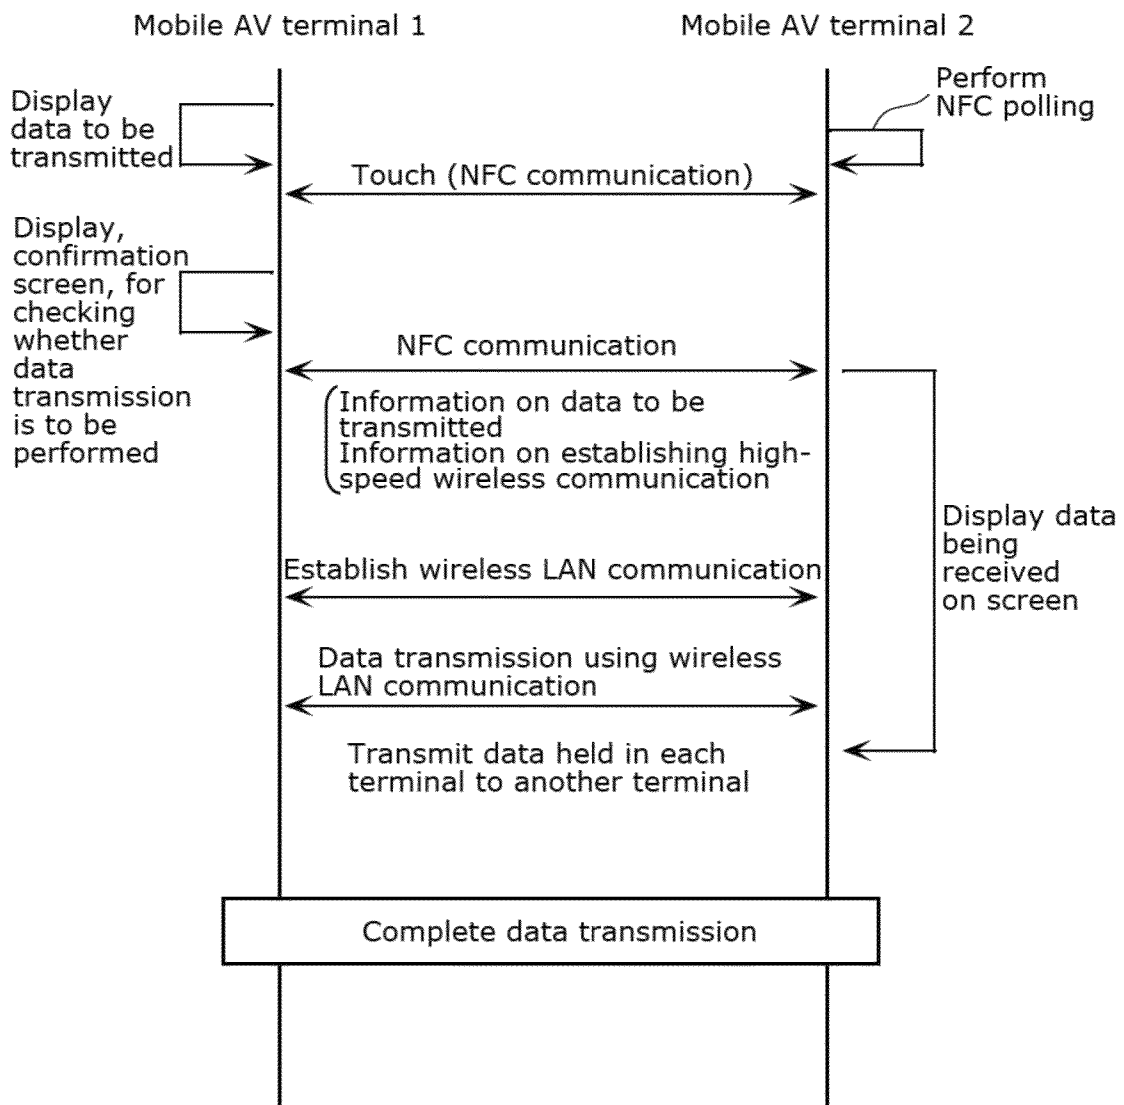 Mobile AV terminal 1
Mobile AV terminal 2
Perform
NFC polling
Display
data to be
transmitted
Touch (NFC communication)
Display,
confirmation
screen, for
checking
whether
data
transmission
is to be
performed
NFC communication
Information on data to be
transmitted
Information on establishing high-
speed wireless communication
Display data
being
received
on screen
Establish wireless LAN communication
Data transmission using wireless
LAN communication
Transmit data held in each
terminal to another terminal
Complete data transmission